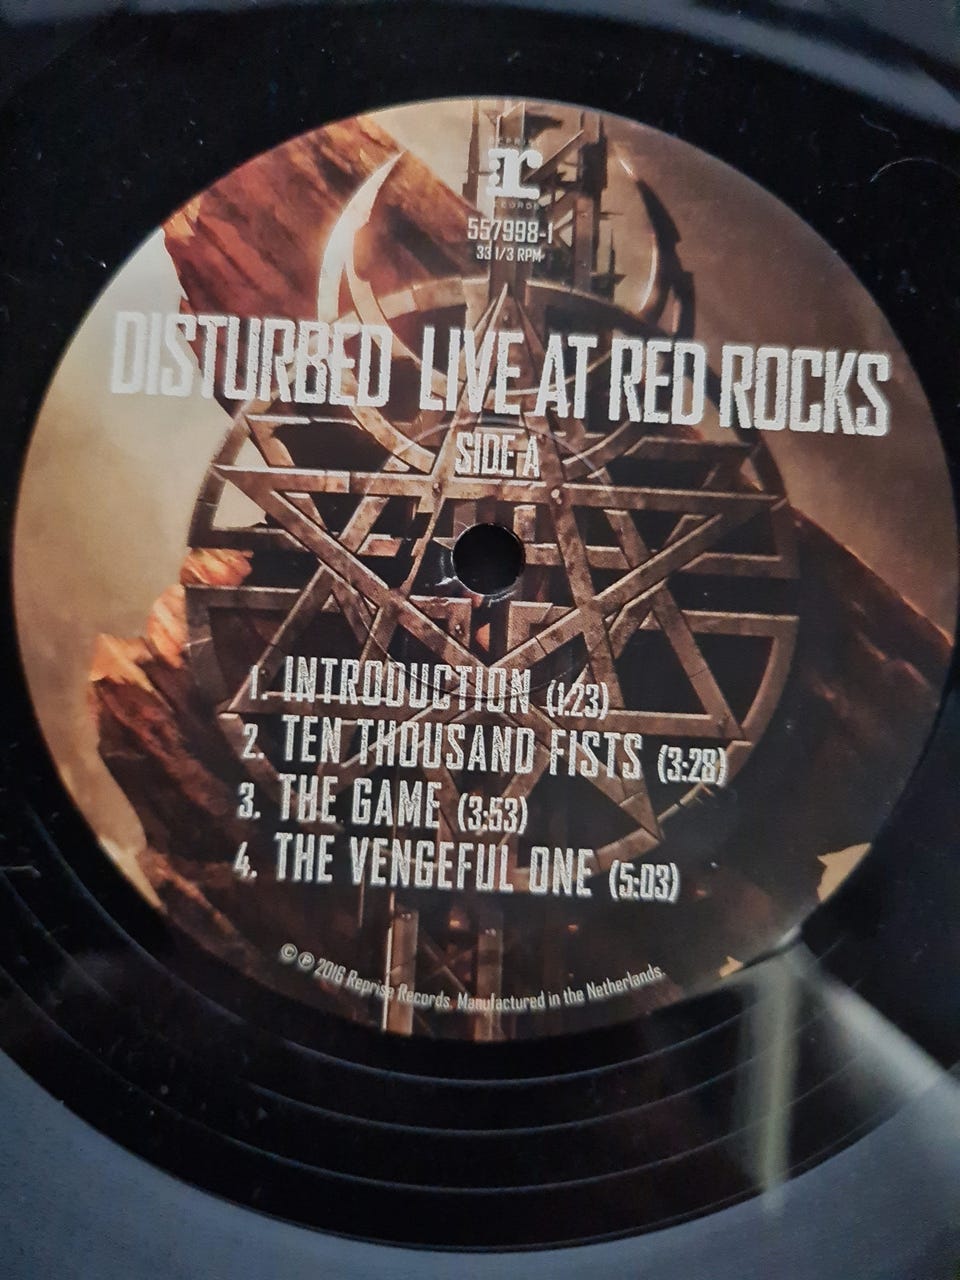 REPRISE
r
RECORDS
557998-1
33 1/3 RPM
DISTURBED LIVE AT RED ROCKS
SIDE A
1. INTRODUCTION (1:23)
2. TEN THOUSAND FISTS (3:28)
3. THE GAME (3:53)
4. THE VENGEFUL ONE (5:03)
© ℗ 2016 Reprise Records. Manufactured in the Netherlands.